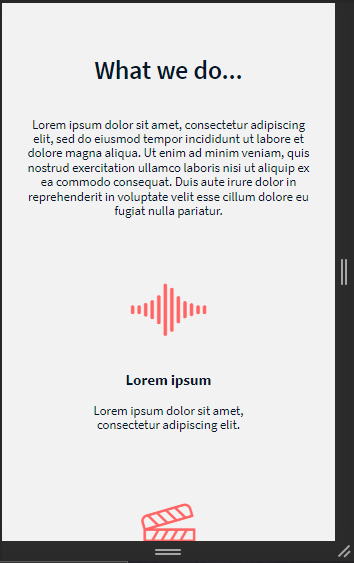 What we do...
Lorem ipsum dolor sit amet, consectetur adipiscing
elit, sed do eiusmod tempor incididunt ut labore et
dolore magna aliqua. Ut enim ad minim veniam, quis
nostrud exercitation ullamco laboris nisi ut aliquip ex
ea commodo consequat. Duis aute irure dolor in
reprehenderit in voluptate velit esse cillum dolore eu
fugiat nulla pariatur.
Lorem ipsum
Lorem ipsum dolor sit amet,
consectetur adipiscing elit.